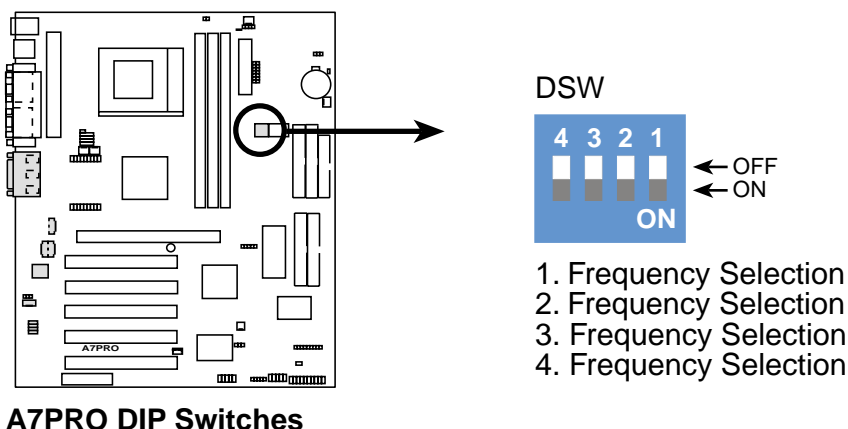 DSW
4 3 2 1
OFF
ON
ON
1. Frequency Selection
2. Frequency Selection
3. Frequency Selection
4. Frequency Selection
A7PRO
A7PRO DIP Switches